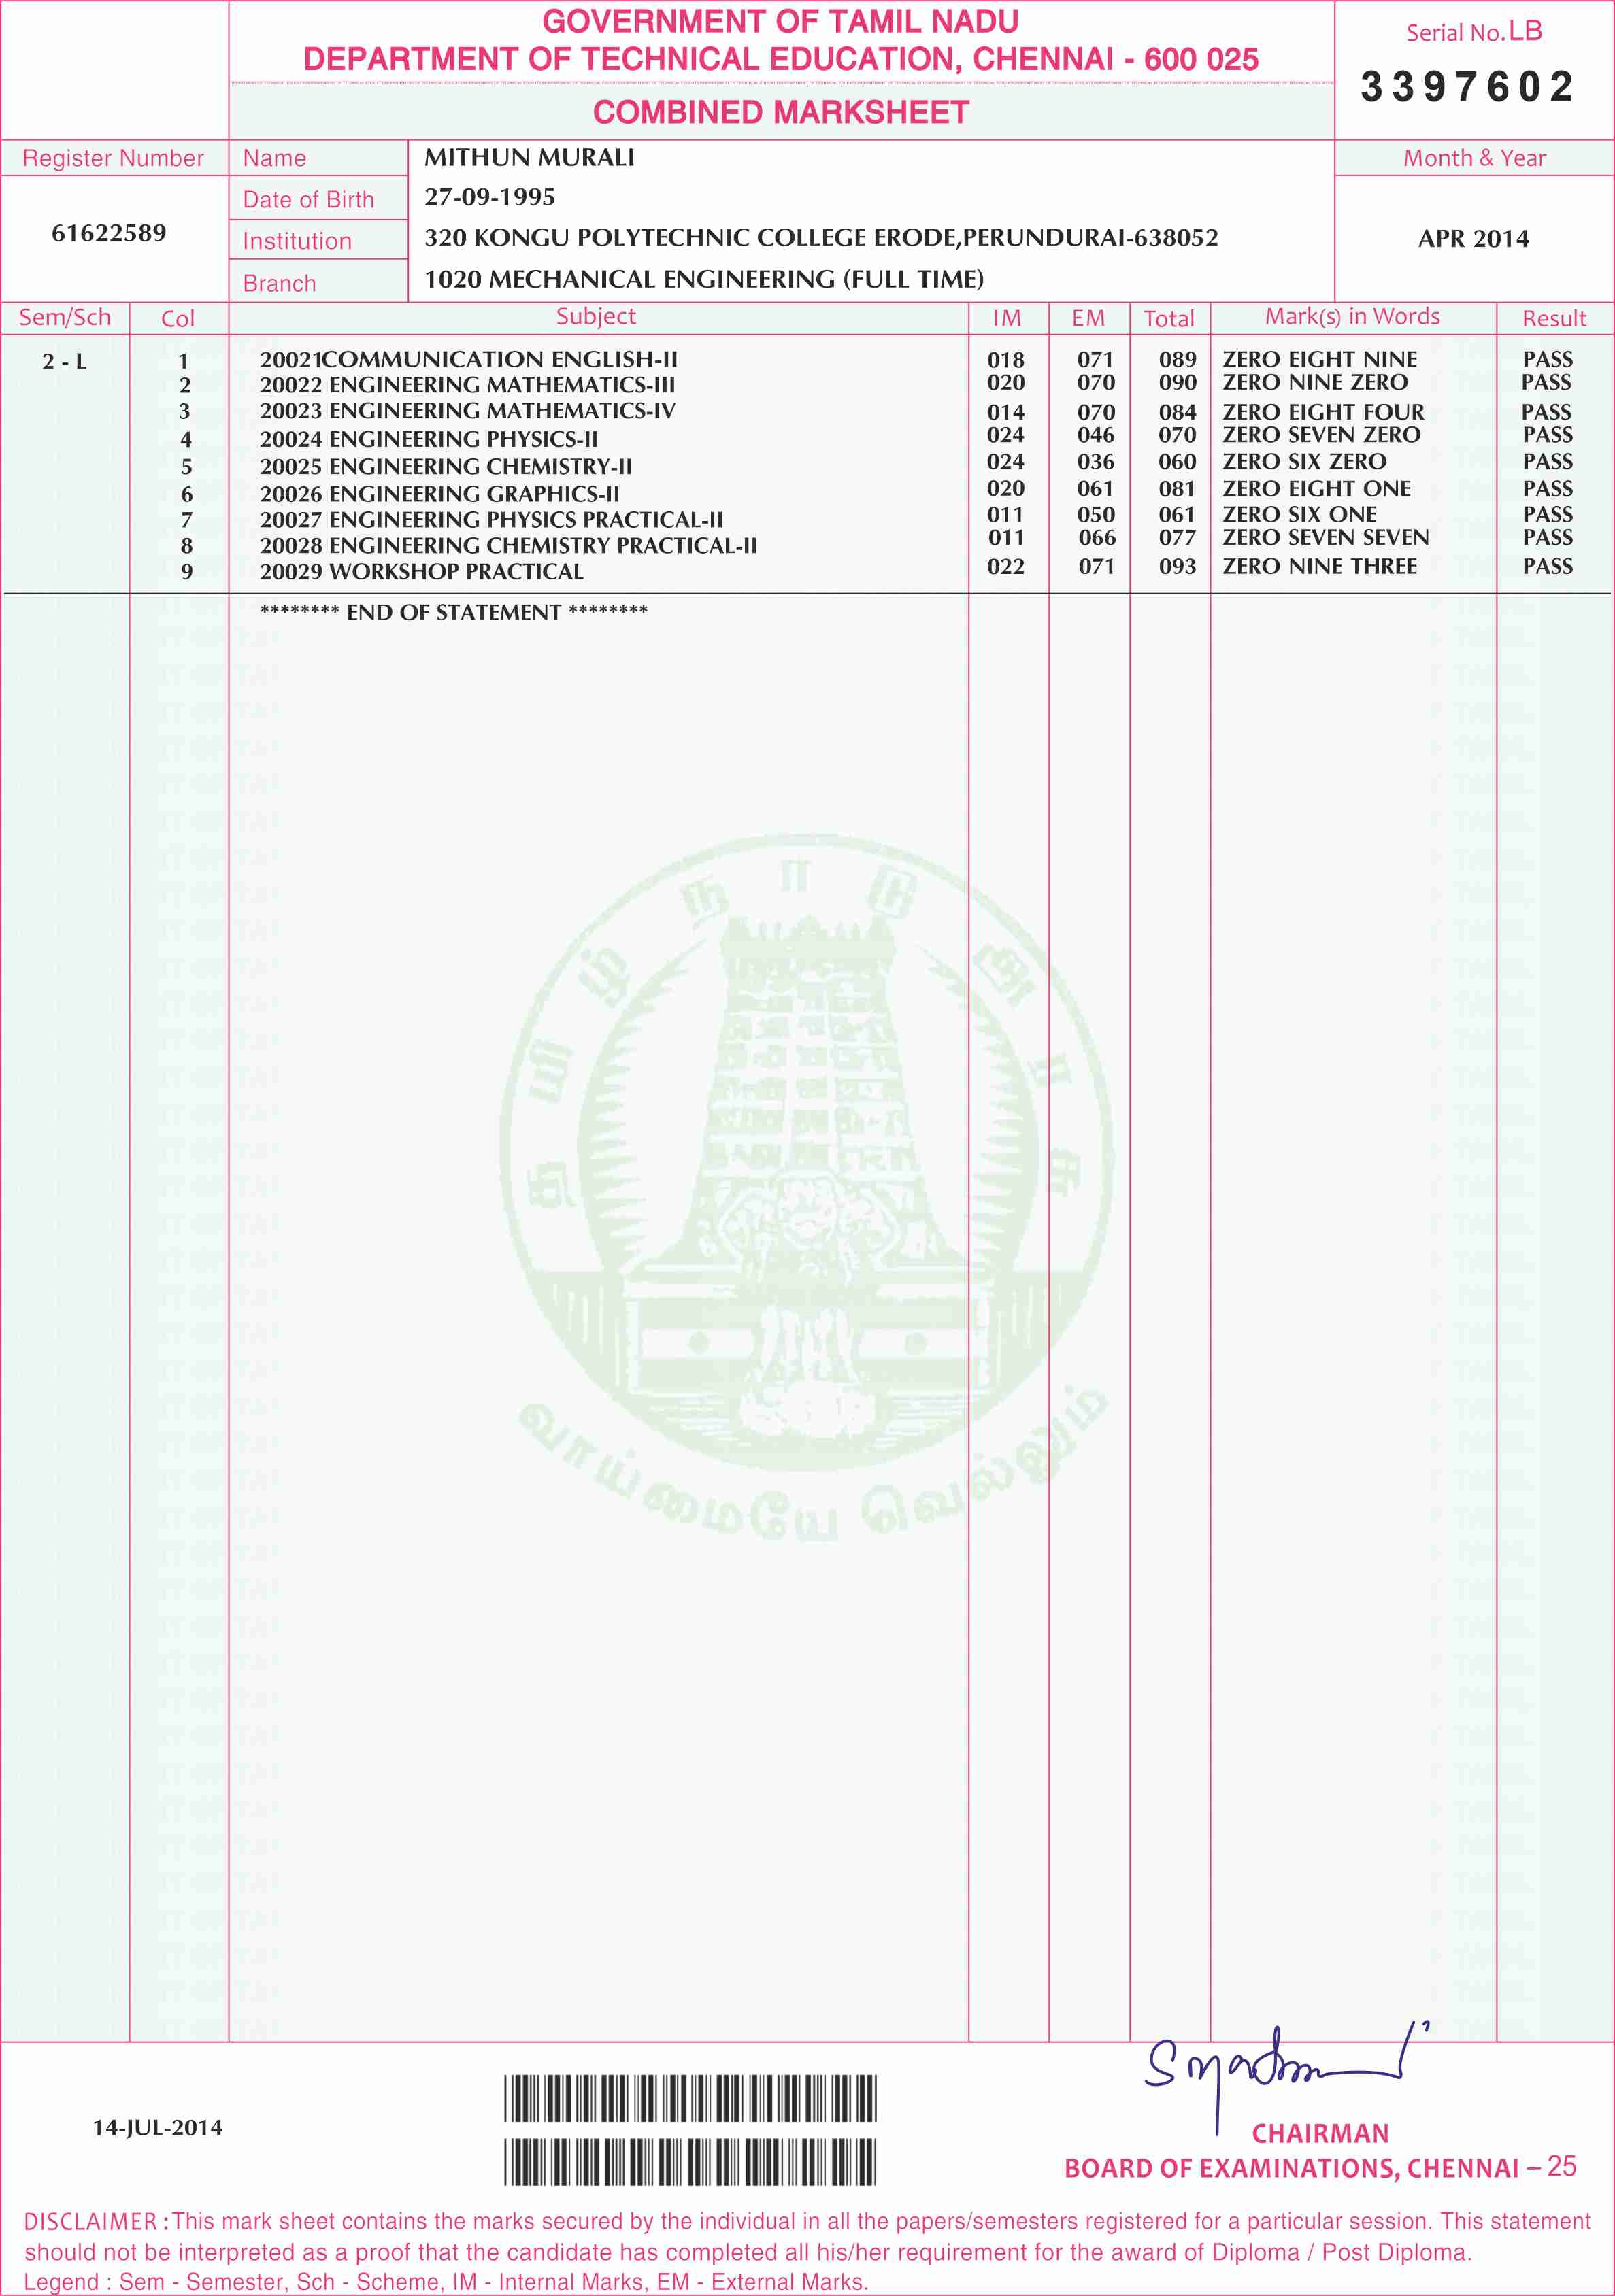 GOVERNMENT OF TAMIL NADU
DEPARTMENT OF TECHNICAL EDUCATION, CHENNAI - 600 025
COMBINED MARKSHEET
Serial No. LB
3397602
Register Number
61622589
Name MITHUN MURALI
Date of Birth 27-09-1995
Institution 320 KONGU POLYTECHNIC COLLEGE ERODE,PERUNDURAI-638052
Branch 1020 MECHANICAL ENGINEERING (FULL TIME)
Month & Year
APR 2014
Sem/Sch Col Subject IM EM Total Mark(s) in Words Result
2 - L 1 20021COMMUNICATION ENGLISH-II 018 071 089 ZERO EIGHT NINE PASS
2 20022 ENGINEERING MATHEMATICS-III 020 070 090 ZERO NINE ZERO PASS
3 20023 ENGINEERING MATHEMATICS-IV 014 070 084 ZERO EIGHT FOUR PASS
4 20024 ENGINEERING PHYSICS-II 024 046 070 ZERO SEVEN ZERO PASS
5 20025 ENGINEERING CHEMISTRY-II 024 036 060 ZERO SIX ZERO PASS
6 20026 ENGINEERING GRAPHICS-II 020 061 081 ZERO EIGHT ONE PASS
7 20027 ENGINEERING PHYSICS PRACTICAL-II 011 050 061 ZERO SIX ONE PASS
8 20028 ENGINEERING CHEMISTRY PRACTICAL-II 011 066 077 ZERO SEVEN SEVEN PASS
9 20029 WORKSHOP PRACTICAL 022 071 093 ZERO NINE THREE PASS
******** END OF STATEMENT ********
தமிழ் நாடு அரசு
வாய்மையே வெல்லும்
14-JUL-2014
CHAIRMAN
BOARD OF EXAMINATIONS, CHENNAI – 25
DISCLAIMER : This mark sheet contains the marks secured by the individual in all the papers/semesters registered for a particular session. This statement
should not be interpreted as a proof that the candidate has completed all his/her requirement for the award of Diploma / Post Diploma.
Legend : Sem - Semester, Sch - Scheme, IM - Internal Marks, EM - External Marks.